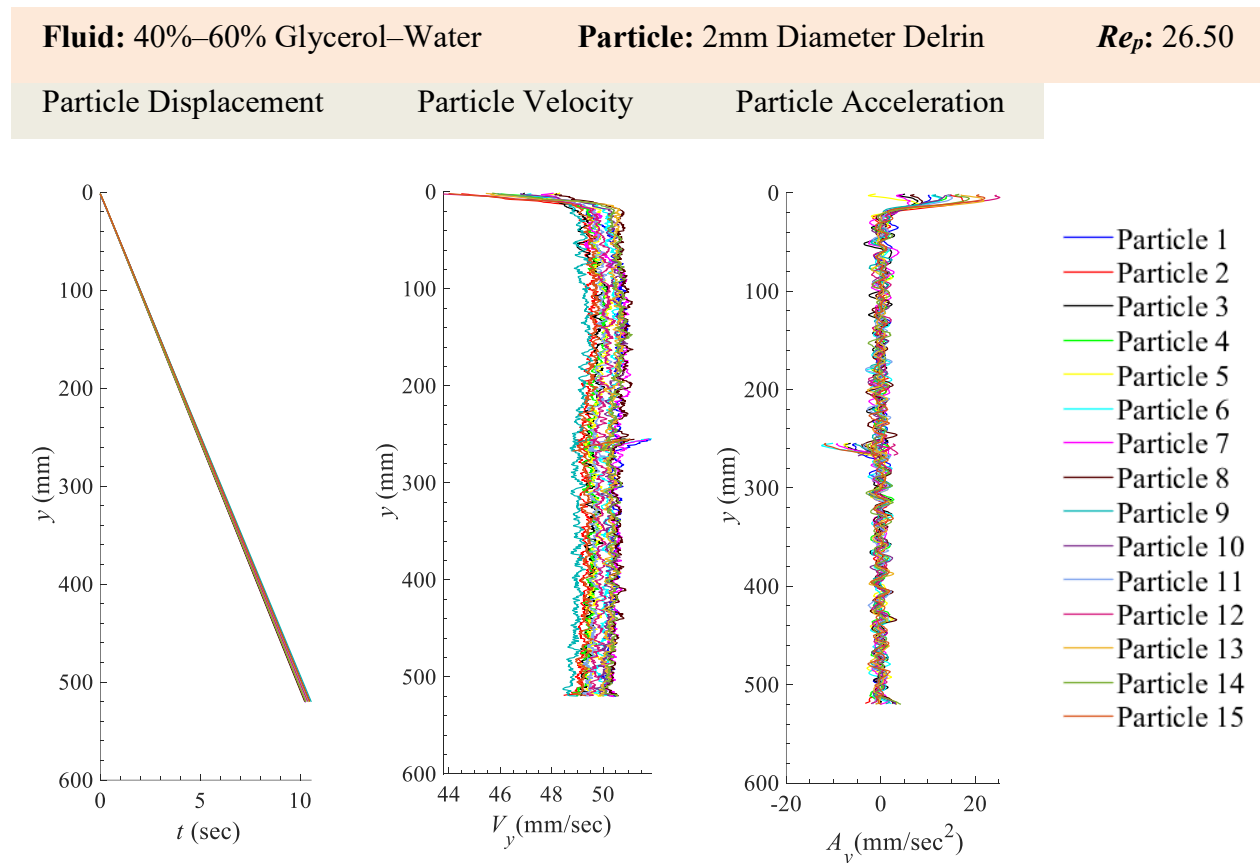 Fluid: 40%–60% Glycerol–Water Particle: 2mm Diameter Delrin Rep: 26.50
Particle Displacement Particle Velocity Particle Acceleration
0
100
200
300
400
500
600
y (mm)
0 5 10
t (sec)
0
100
200
300
400
500
600
y (mm)
44 46 48 50
V_y (mm/sec)
0
100
200
300
400
500
600
y (mm)
-20 0 20
A_y (mm/sec²)
Particle 1
Particle 2
Particle 3
Particle 4
Particle 5
Particle 6
Particle 7
Particle 8
Particle 9
Particle 10
Particle 11
Particle 12
Particle 13
Particle 14
Particle 15